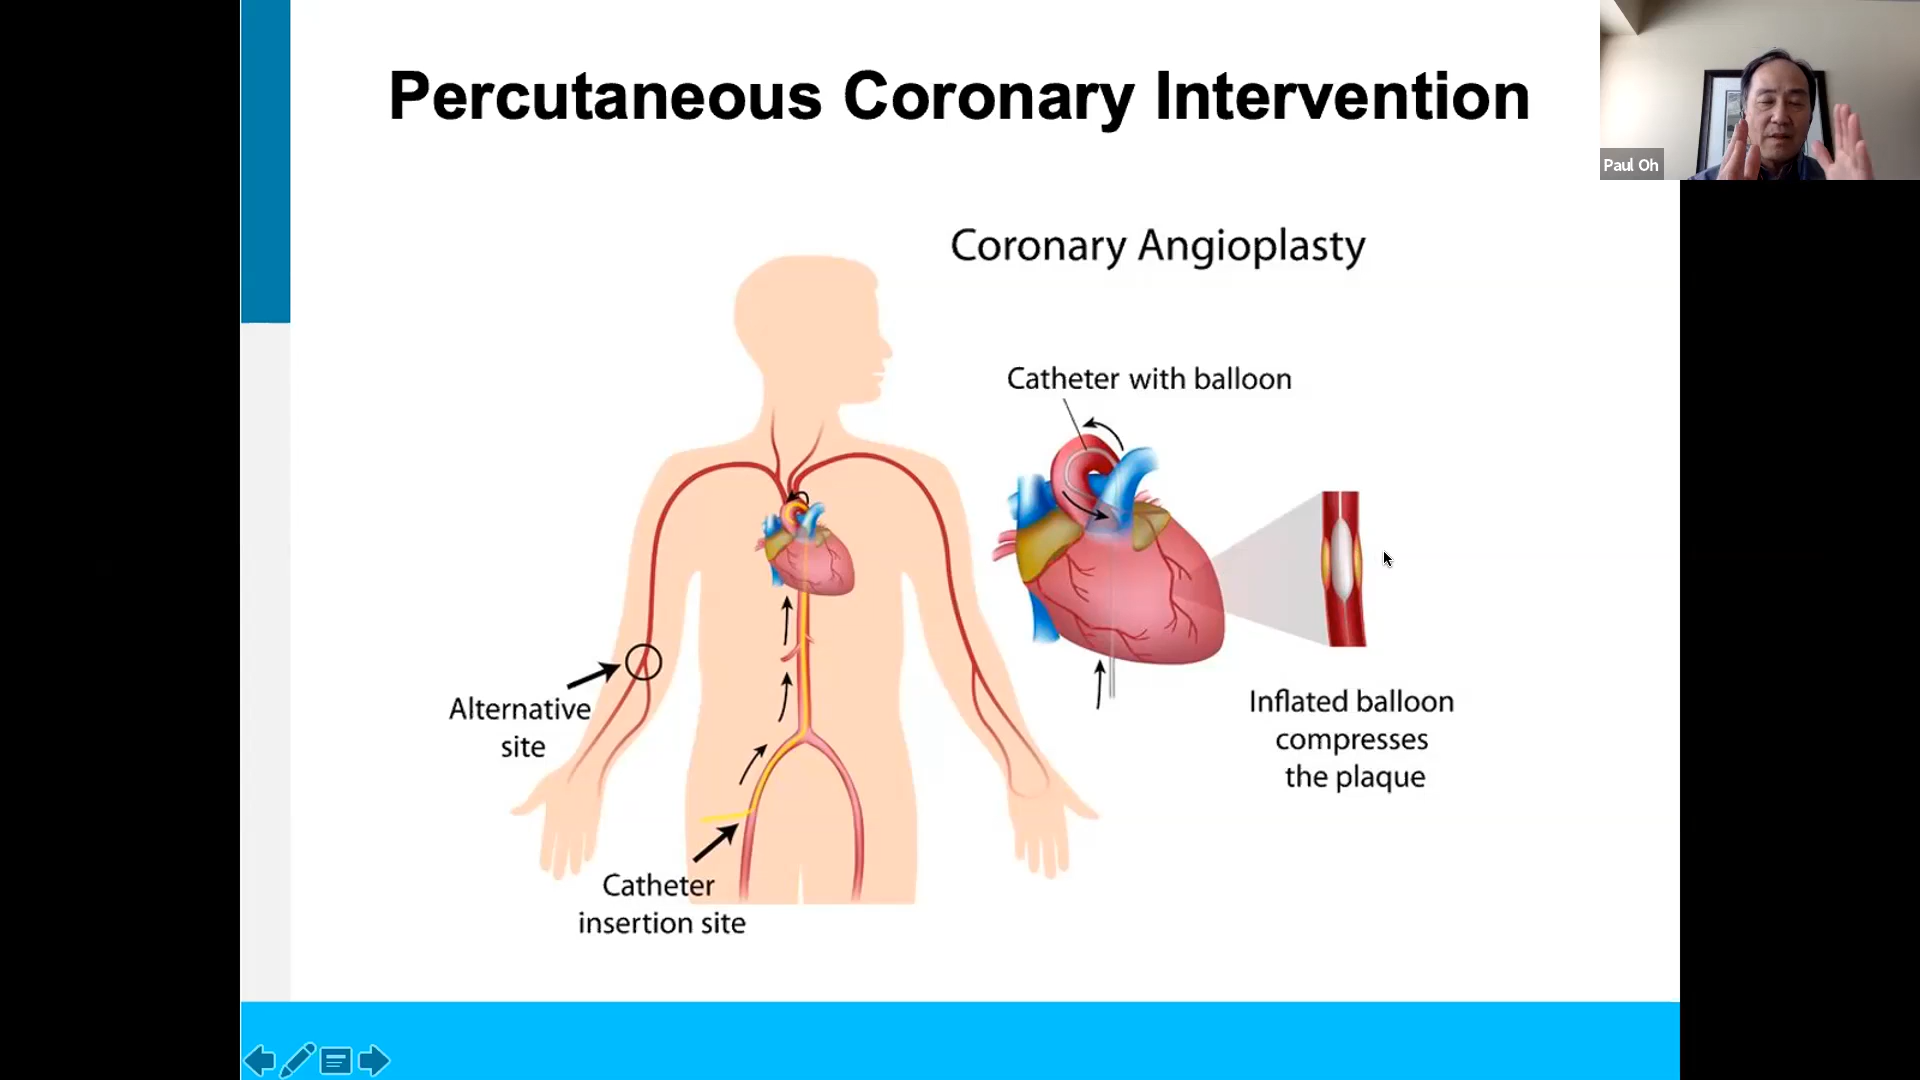 Percutaneous Coronary Intervention
Paul Oh
Coronary Angioplasty
Catheter with balloon
Alternative
site
Inflated balloon
compresses
the plaque
Catheter
insertion site